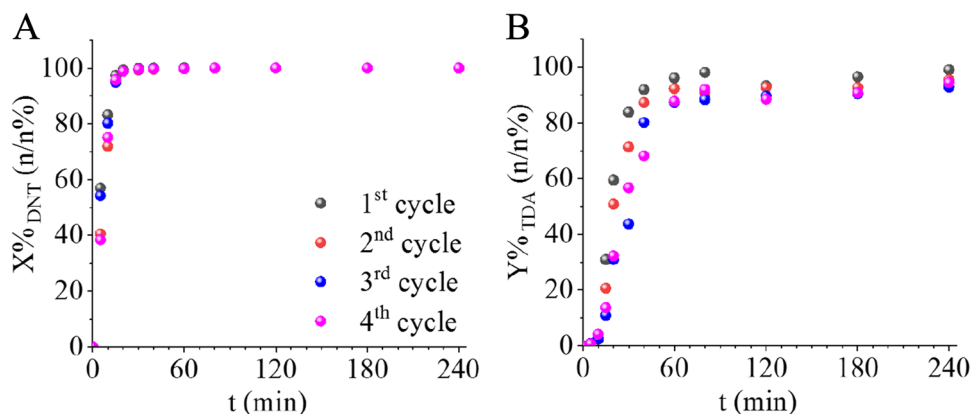 A
X%DNT (n/n%)
100
80
60
40
20
0
0 60 120 180 240
t (min)
1st cycle
2nd cycle
3rd cycle
4th cycle
B
Y%TDA (n/n%)
100
80
60
40
20
0
0 60 120 180 240
t (min)